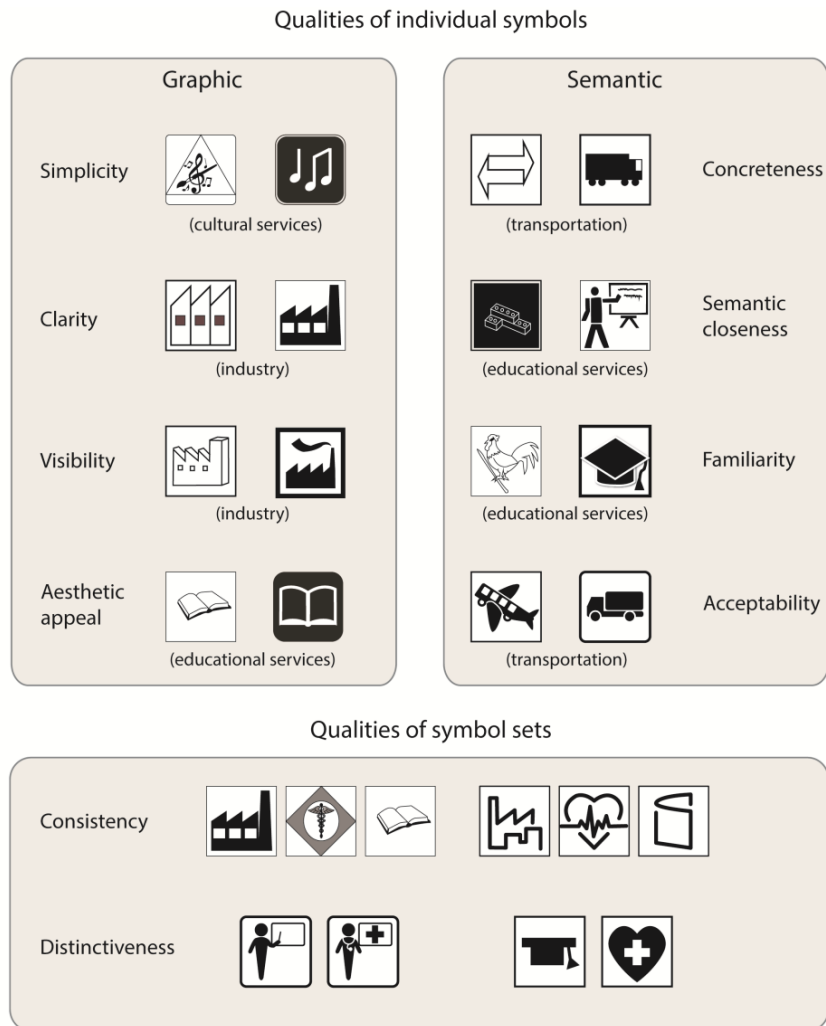 Qualities of individual symbols
Graphic
Simplicity
(cultural services)
Clarity
(industry)
Visibility
(industry)
Aesthetic
appeal
(educational services)
Semantic
Concreteness
(transportation)
Semantic
closeness
(educational services)
Familiarity
(educational services)
Acceptability
(transportation)
Qualities of symbol sets
Consistency
Distinctiveness